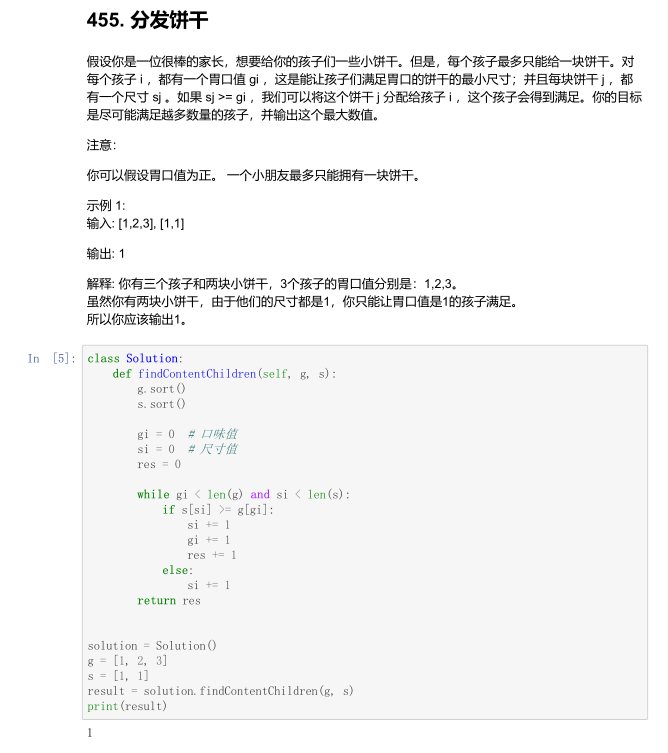 455. 分发饼干
假设你是一位很棒的家长，想要给你的孩子们一些小饼干。但是，每个孩子最多只能给一块饼干。对
每个孩子 i ，都有一个胃口值 gi ，这是能让孩子们满足胃口的饼干的最小尺寸；并且每块饼干 j ，都
有一个尺寸 sj 。如果 sj >= gi ，我们可以将这个饼干 j 分配给孩子 i ，这个孩子会得到满足。你的目标
是尽可能满足越多数量的孩子，并输出这个最大数值。
注意：
你可以假设胃口值为正。 一个小朋友最多只能拥有一块饼干。
示例 1:
输入: [1,2,3], [1,1]
输出: 1
解释: 你有三个孩子和两块小饼干，3个孩子的胃口值分别是：1,2,3。
虽然你有两块小饼干，由于他们的尺寸都是1，你只能让胃口值是1的孩子满足。
所以你应该输出1。
In [5]: class Solution:
    def findContentChildren(self, g, s):
        g.sort()
        s.sort()
        gi = 0  # 口味值
        si = 0  # 尺寸值
        res = 0
        while gi < len(g) and si < len(s):
            if s[si] >= g[gi]:
                si += 1
                gi += 1
                res += 1
            else:
                si += 1
        return res
solution = Solution()
g = [1, 2, 3]
s = [1, 1]
result = solution.findContentChildren(g, s)
print(result)
1